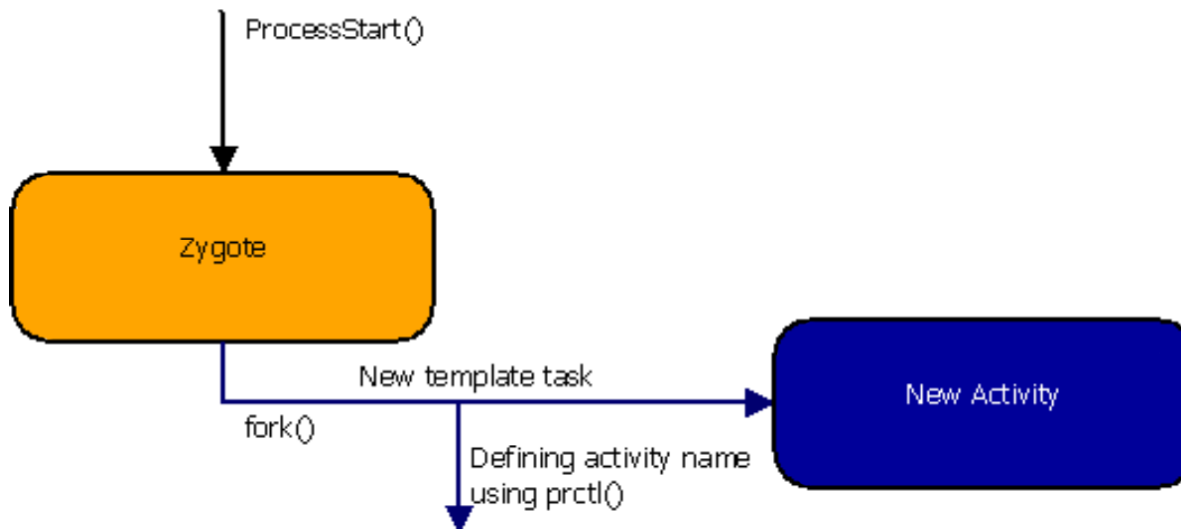 ProcessStart()
Zygote
New template task
New Activity
fork()
Defining activity name
using prctl()